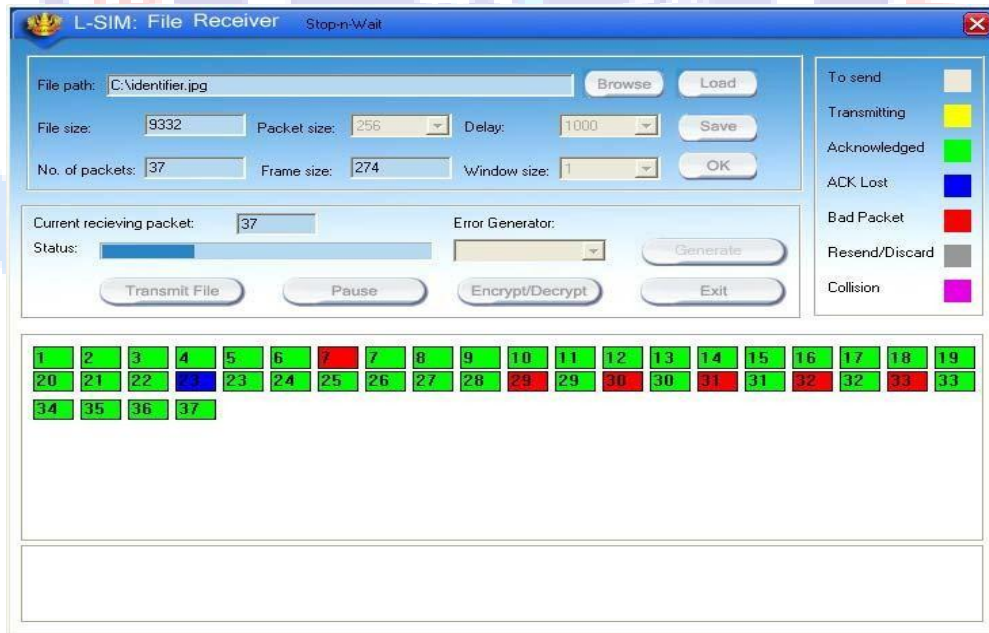 L-SIM: File Receiver Stop-n-Wait
File path: C:\identifier.jpg Browse Load
File size: 9332 Packet size: 256 Delay: 1000 Save
No. of packets: 37 Frame size: 274 Window size: 1 OK
Current recieving packet: 37 Error Generator:
Status: Generate
Transmit File Pause Encrypt/Decrypt Exit
To send
Transmitting
Acknowledged
ACK Lost
Bad Packet
Resend/Discard
Collision
1 2 3 4 5 6 7 7 8 9 10 11 12 13 14 15 16 17 18 19
20 21 22 23 23 24 25 26 27 28 29 29 30 30 31 31 32 32 33 33
34 35 36 37